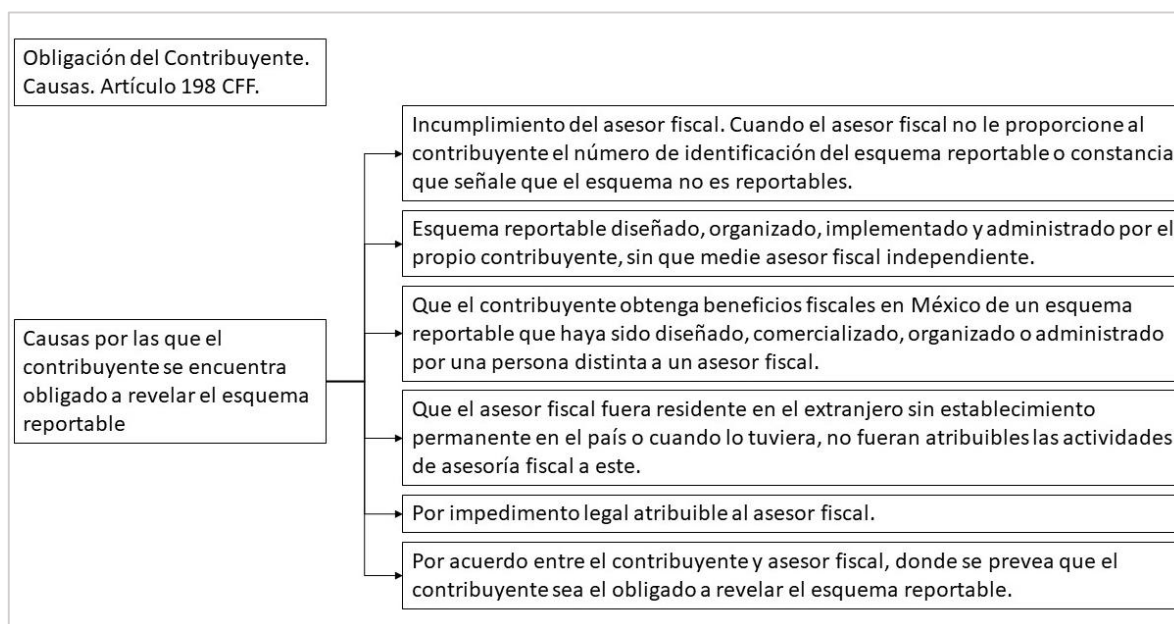 Obligación del Contribuyente.
Causas. Artículo 198 CFF.
Incumplimiento del asesor fiscal. Cuando el asesor fiscal no le proporcione al
contribuyente el número de identificación del esquema reportable o constancia
que señale que el esquema no es reportables.
Esquema reportable diseñado, organizado, implementado y administrado por el
propio contribuyente, sin que medie asesor fiscal independiente.
Causas por las que el
contribuyente se encuentra
obligado a revelar el esquema
reportable
Que el contribuyente obtenga beneficios fiscales en México de un esquema
reportable que haya sido diseñado, comercializado, organizado o administrado
por una persona distinta a un asesor fiscal.
Que el asesor fiscal fuera residente en el extranjero sin establecimiento
permanente en el país o cuando lo tuviera, no fueran atribuibles las actividades
de asesoría fiscal a este.
Por impedimento legal atribuible al asesor fiscal.
Por acuerdo entre el contribuyente y asesor fiscal, donde se prevea que el
contribuyente sea el obligado a revelar el esquema reportable.